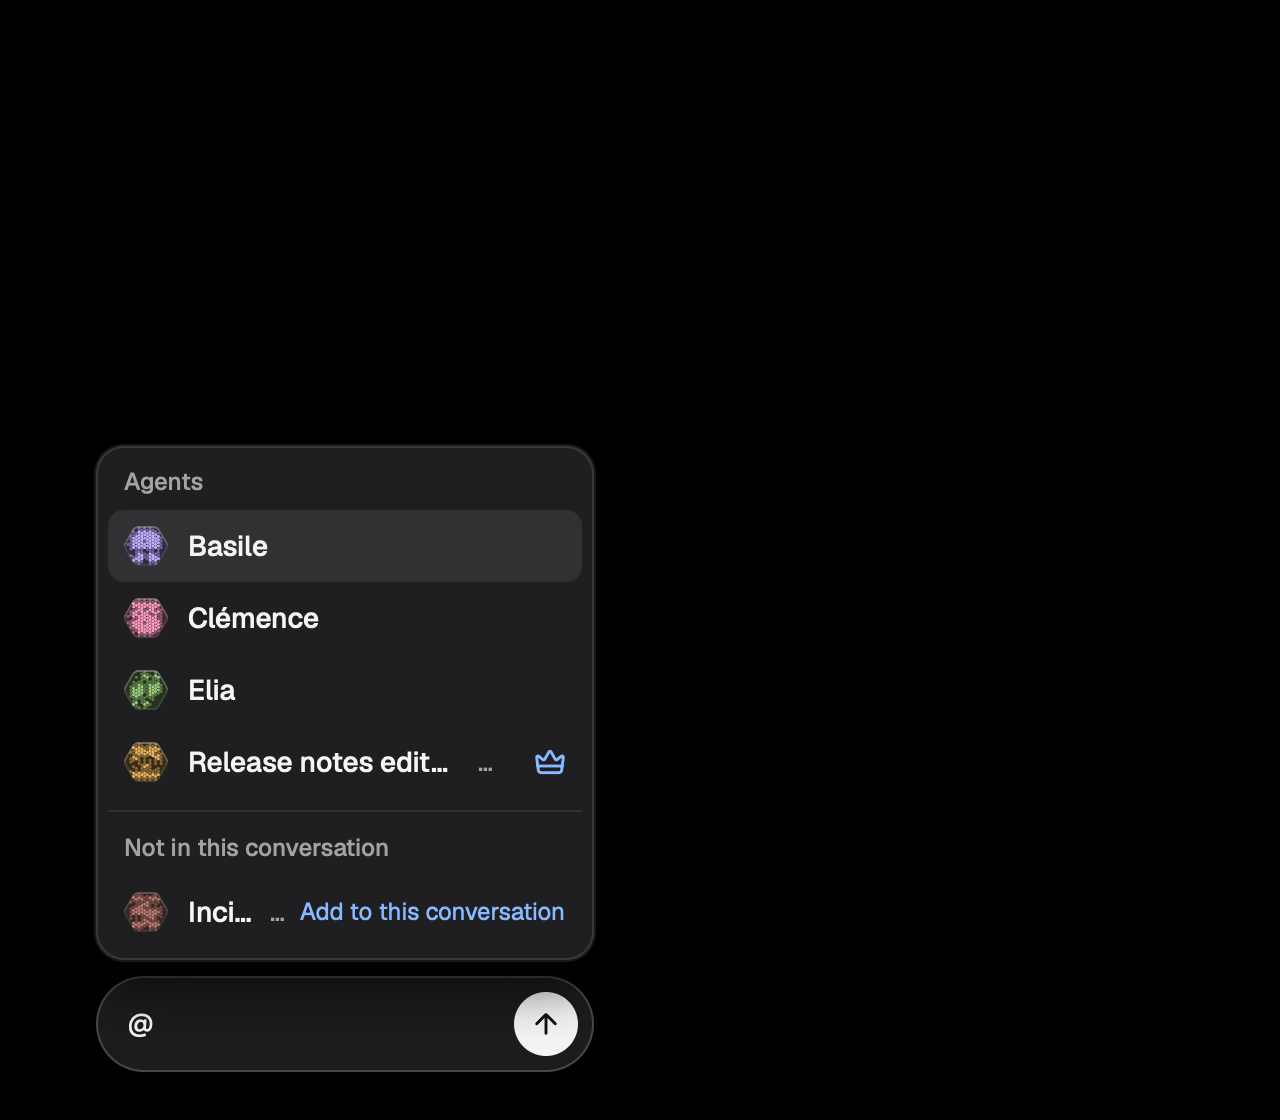 Agents
Basile
Clémence
Elia
Release notes edit... ...
Not in this conversation
Inci... ... Add to this conversation
@